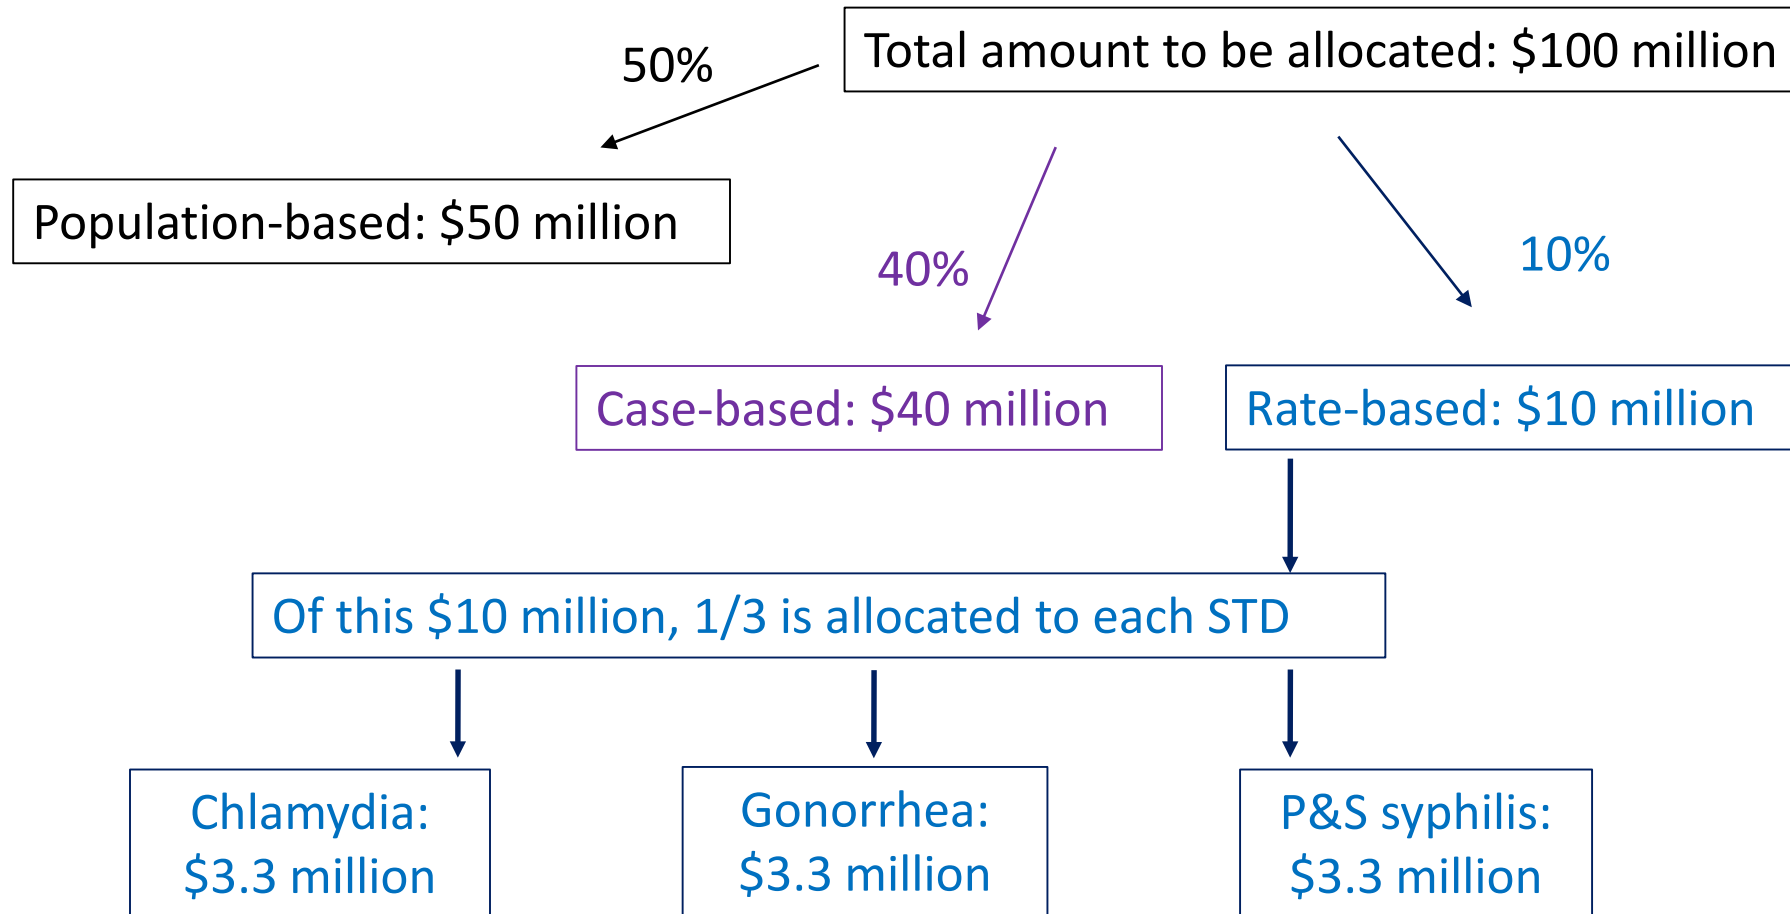 Total amount to be allocated: $100 million
50%
Population-based: $50 million
40%
10%
Case-based: $40 million
Rate-based: $10 million
Of this $10 million, 1/3 is allocated to each STD
Chlamydia:
$3.3 million
Gonorrhea:
$3.3 million
P&S syphilis:
$3.3 million